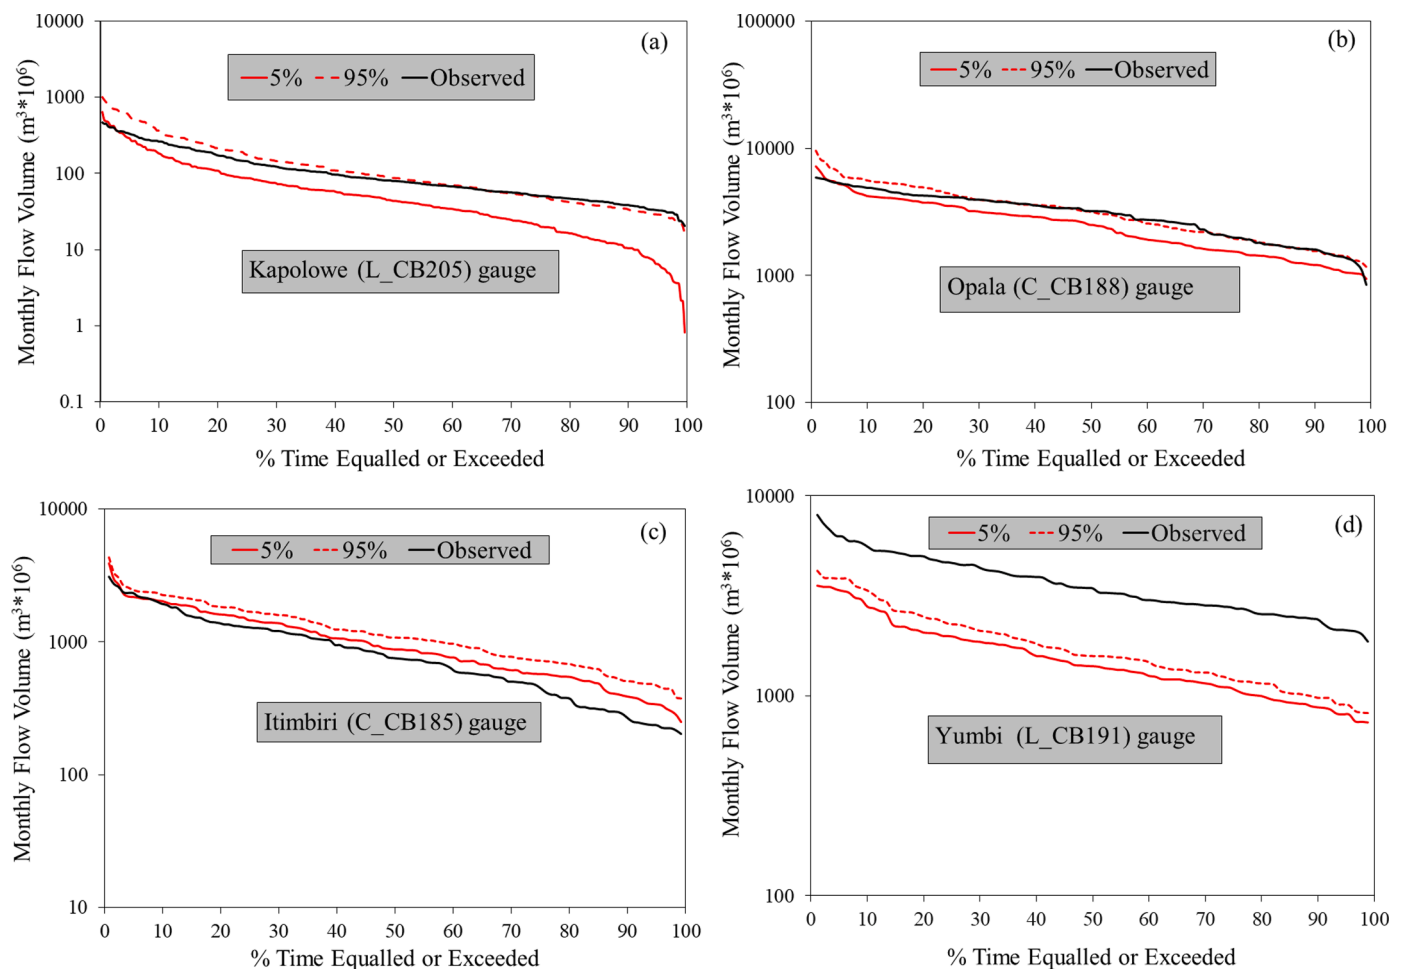 (a)
5% 95% Observed
Kapolowe (L_CB205) gauge
Monthly Flow Volume (m³*10⁶)
10000
1000
100
10
1
0.1
0 10 20 30 40 50 60 70 80 90 100
% Time Equalled or Exceeded
(b)
5% 95% Observed
Opala (C_CB188) gauge
Monthly Flow Volume (m³*10⁶)
100000
10000
1000
100
0 10 20 30 40 50 60 70 80 90 100
% Time Equalled or Exceeded
(c)
5% 95% Observed
Itimbiri (C_CB185) gauge
Monthly Flow Volume (m³*10⁶)
10000
1000
100
10
0 10 20 30 40 50 60 70 80 90 100
% Time Equalled or Exceeded
(d)
5% 95% Observed
Yumbi (L_CB191) gauge
Monthly Flow Volume (m³*10⁶)
10000
1000
100
0 10 20 30 40 50 60 70 80 90 100
% Time Equalled or Exceeded